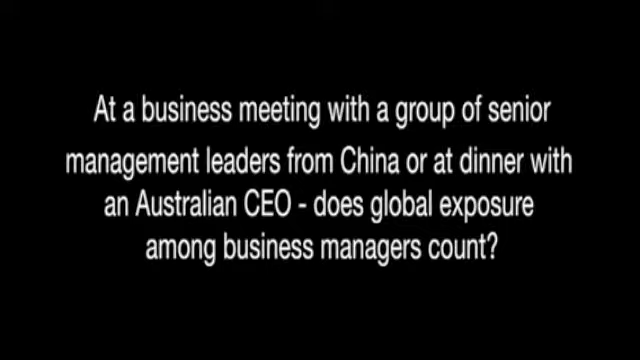 At a business meeting with a group of senior
management leaders from China or at dinner with
an Australian CEO - does global exposure
among business managers count?